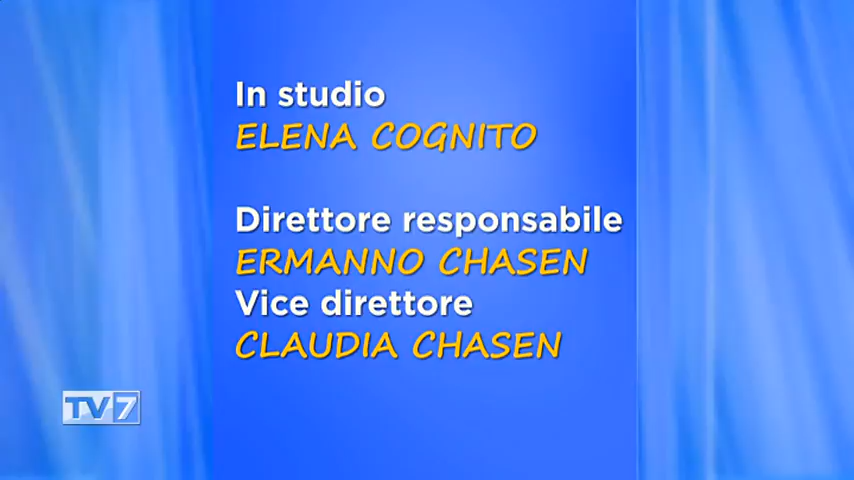 In studio
ELENA COGNITO
Direttore responsabile
ERMANNO CHASEN
Vice direttore
CLAUDIA CHASEN
TV7